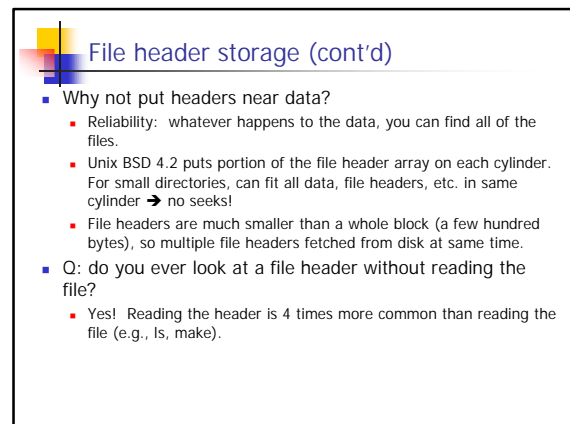 File header storage (cont'd)
Why not put headers near data?
Reliability: whatever happens to the data, you can find all of the
files.
Unix BSD 4.2 puts portion of the file header array on each cylinder.
For small directories, can fit all data, file headers, etc. in same
cylinder ➔ no seeks!
File headers are much smaller than a whole block (a few hundred
bytes), so multiple file headers fetched from disk at same time.
Q: do you ever look at a file header without reading the
file?
Yes! Reading the header is 4 times more common than reading the
file (e.g., ls, make).